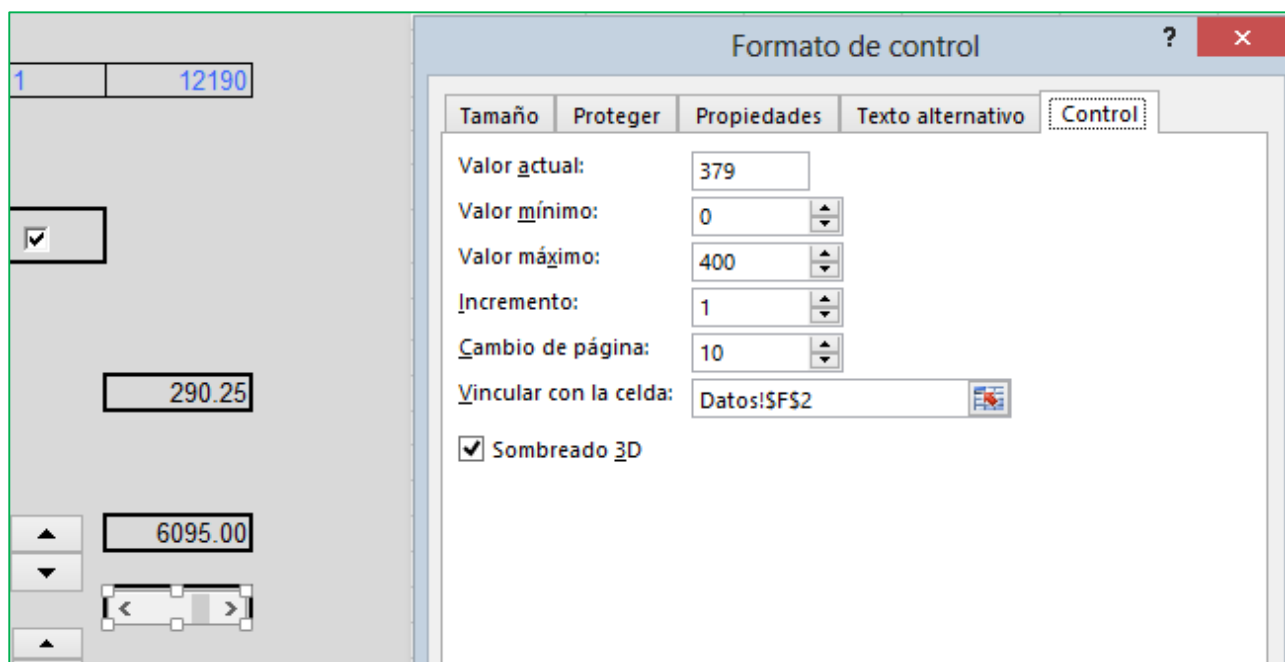 Formato de control
?
1 12190
Tamaño Proteger Propiedades Texto alternativo Control
Valor actual: 379
Valor mínimo: 0
Valor máximo: 400
Incremento: 1
Cambio de página: 10
290.25
Vincular con la celda: Datos!$F$2
Sombreado 3D
6095.00